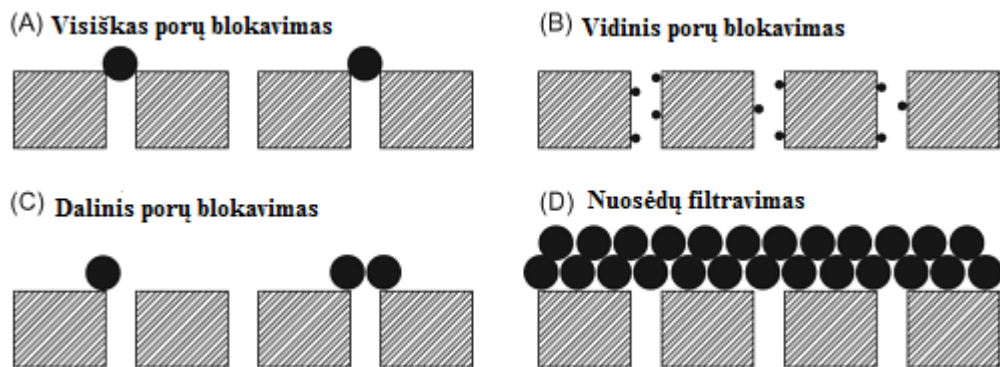 (A) Visiškas porų blokavimas
(B) Vidinis porų blokavimas
(C) Dalinis porų blokavimas
(D) Nuosėdų filtravimas